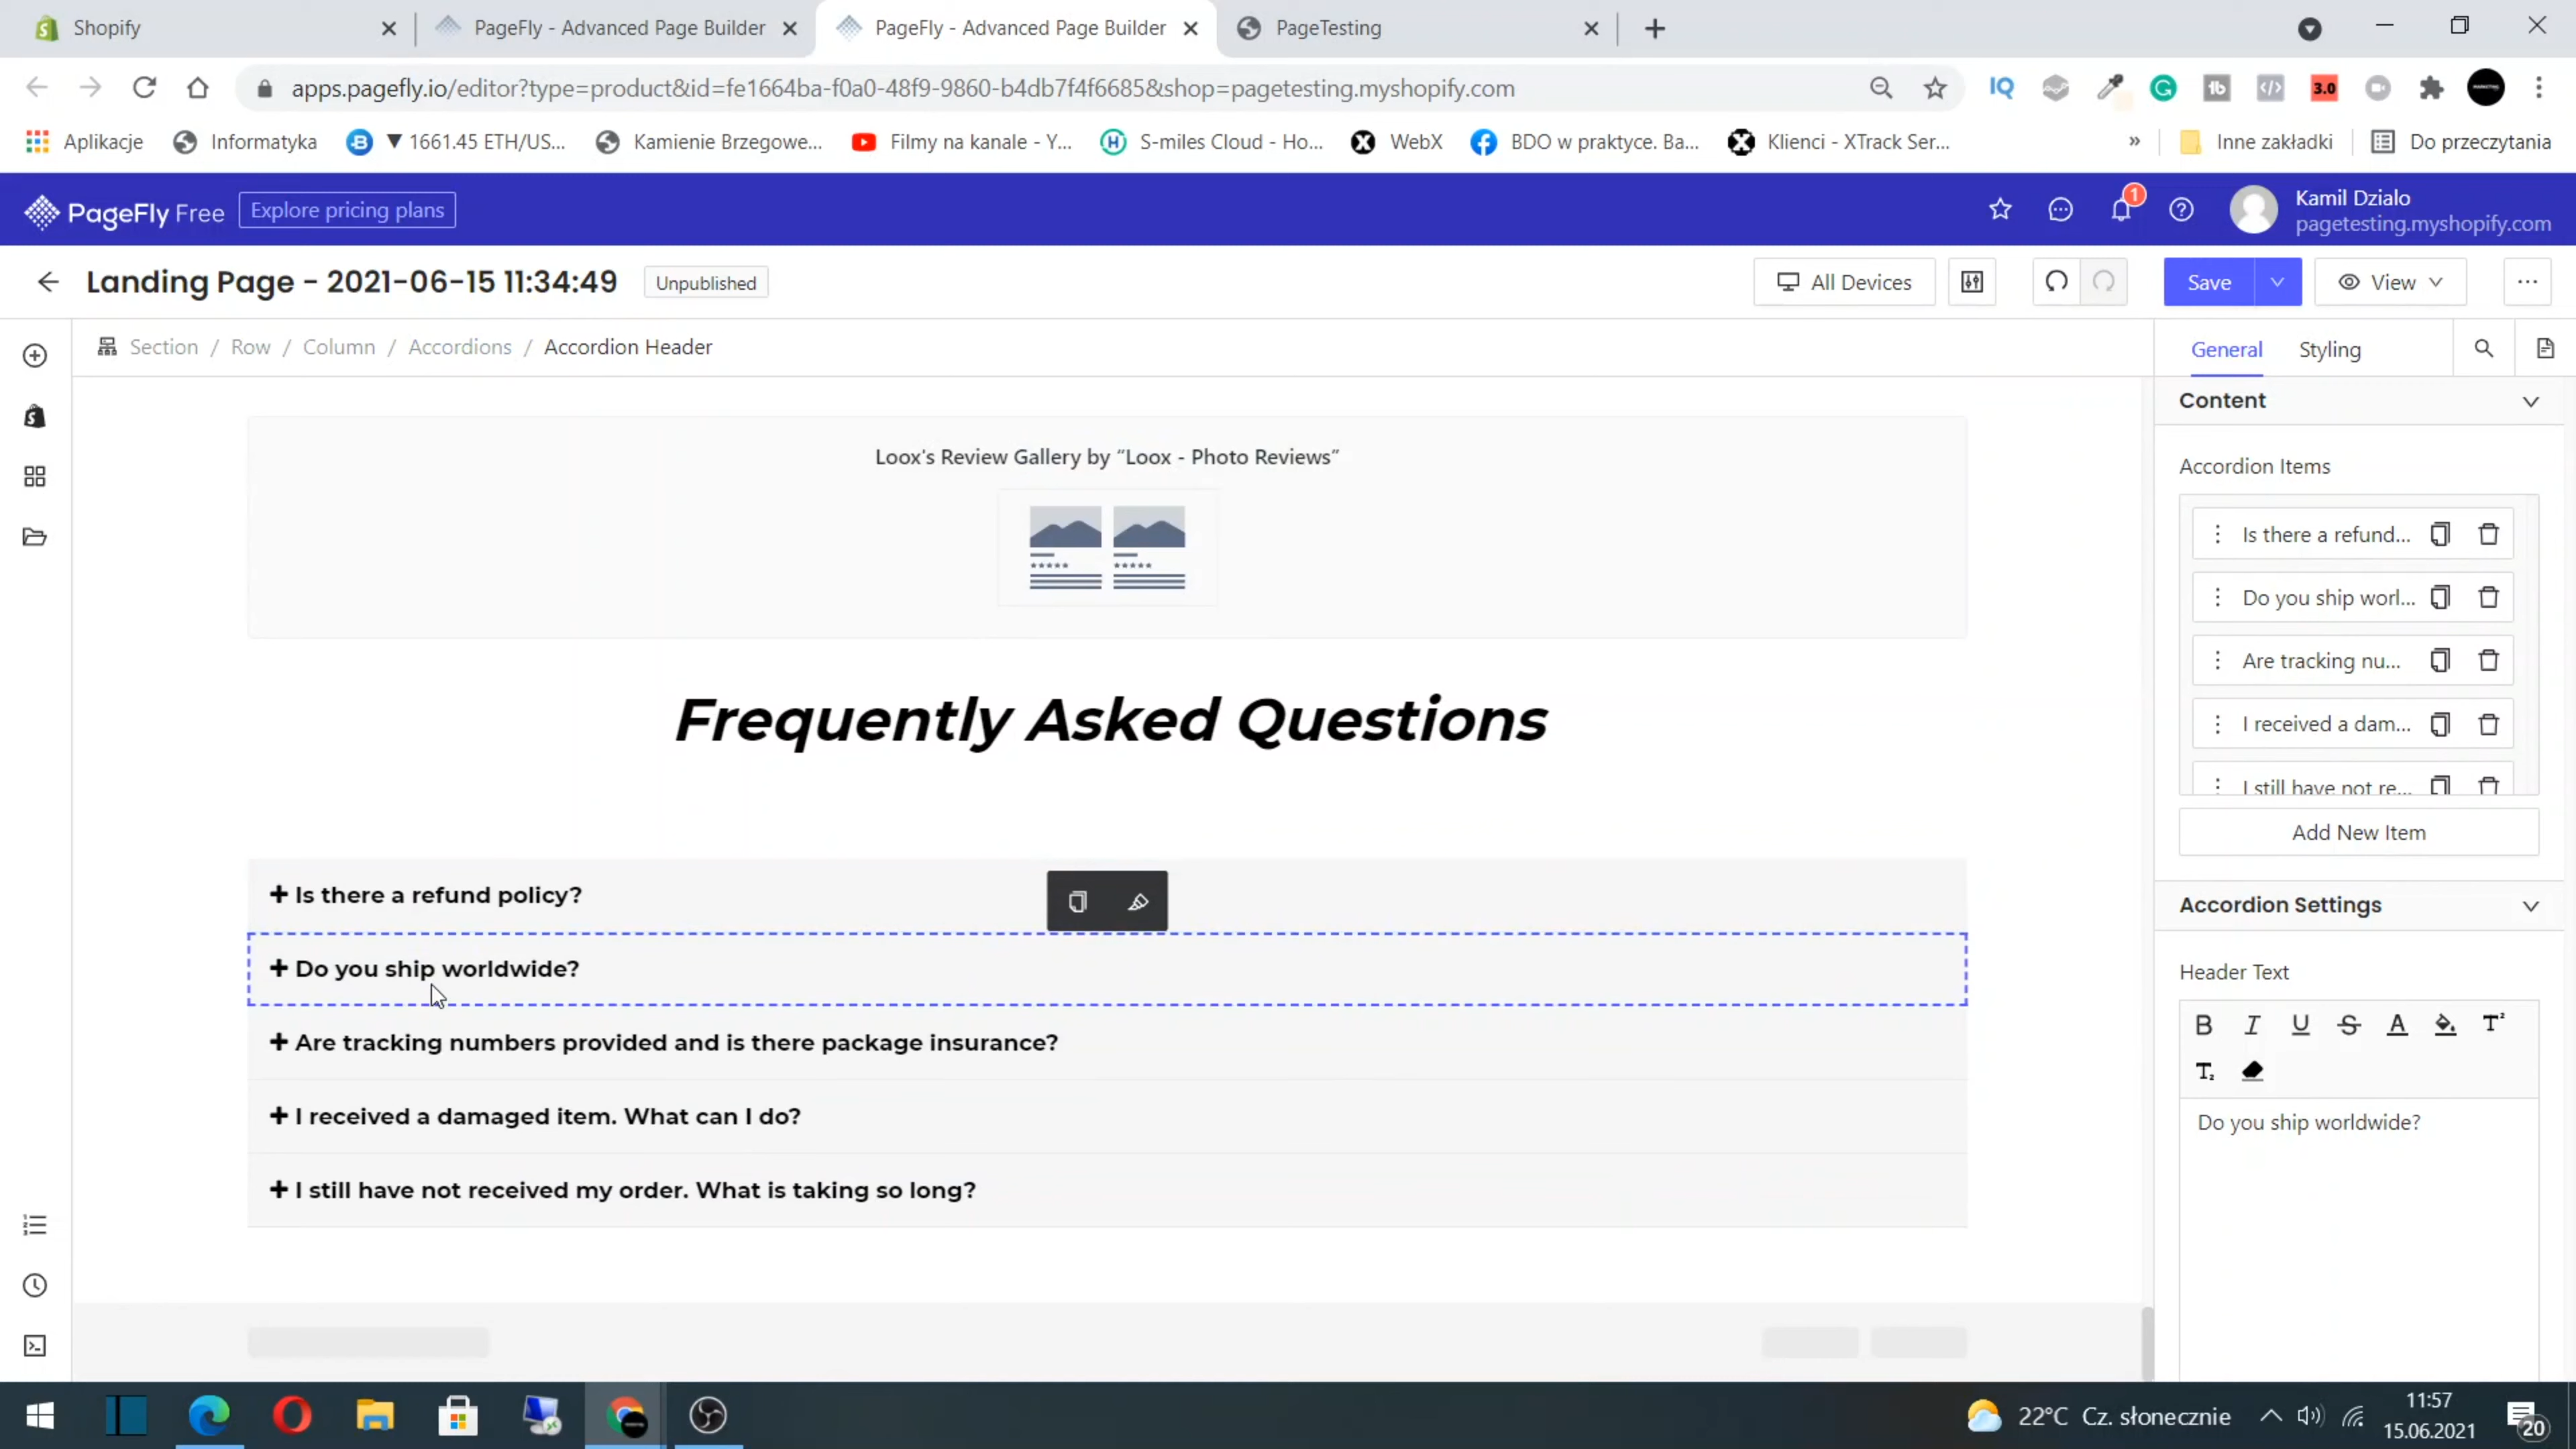 Shopify
PageFly - Advanced Page Builder
PageFly - Advanced Page Builder
PageTesting
apps.pagefly.io/editor?type=product&id=fe1664ba-f0a0-48f9-9860-b4db7f4f6685&shop=pagetesting.myshopify.com
IQ
3.0
Aplikacje
Informatyka
▼ 1661.45 ETH/US...
Kamienie Brzegowe...
Filmy na kanale - Y...
S-miles Cloud - Ho...
WebX
BDO w praktyce. Ba...
Klienci - XTrack Ser...
»
Inne zakładki
Do przeczytania
PageFly Free
Explore pricing plans
1
Kamil Dzialo
pagetesting.myshopify.com
Landing Page - 2021-06-15 11:34:49
Unpublished
All Devices
Save
View
Section / Row / Column / Accordions / Accordion Header
General
Styling
Content
Loox's Review Gallery by “Loox - Photo Reviews”
Accordion Items
Is there a refund...
Do you ship worl...
Are tracking nu...
I received a dam...
I still have not re...
Add New Item
Frequently Asked Questions
+ Is there a refund policy?
+ Do you ship worldwide?
+ Are tracking numbers provided and is there package insurance?
+ I received a damaged item. What can I do?
+ I still have not received my order. What is taking so long?
Accordion Settings
Header Text
Do you ship worldwide?
22°C Cz. słonecznie
11:57
15.06.2021
20